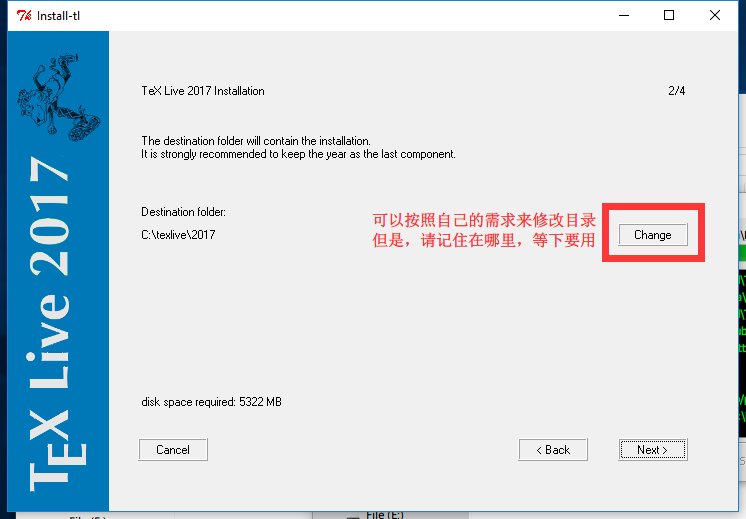 Install-tl
TeX Live 2017
TeX Live 2017 Installation
2/4
The destination folder will contain the installation.
It is strongly recommended to keep the year as the last component.
Destination folder:
C:\texlive\2017
可以按照自己的需求来修改目录
但是，请记住在哪里，等下要用
Change
disk space required: 5322 MB
Cancel
< Back
Next >
File (E:)